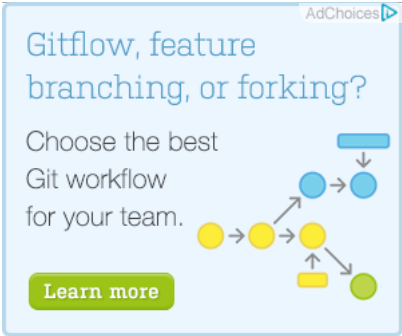 AdChoices
Gitflow, feature
branching, or forking?
Choose the best
Git workflow
for your team.
Learn more